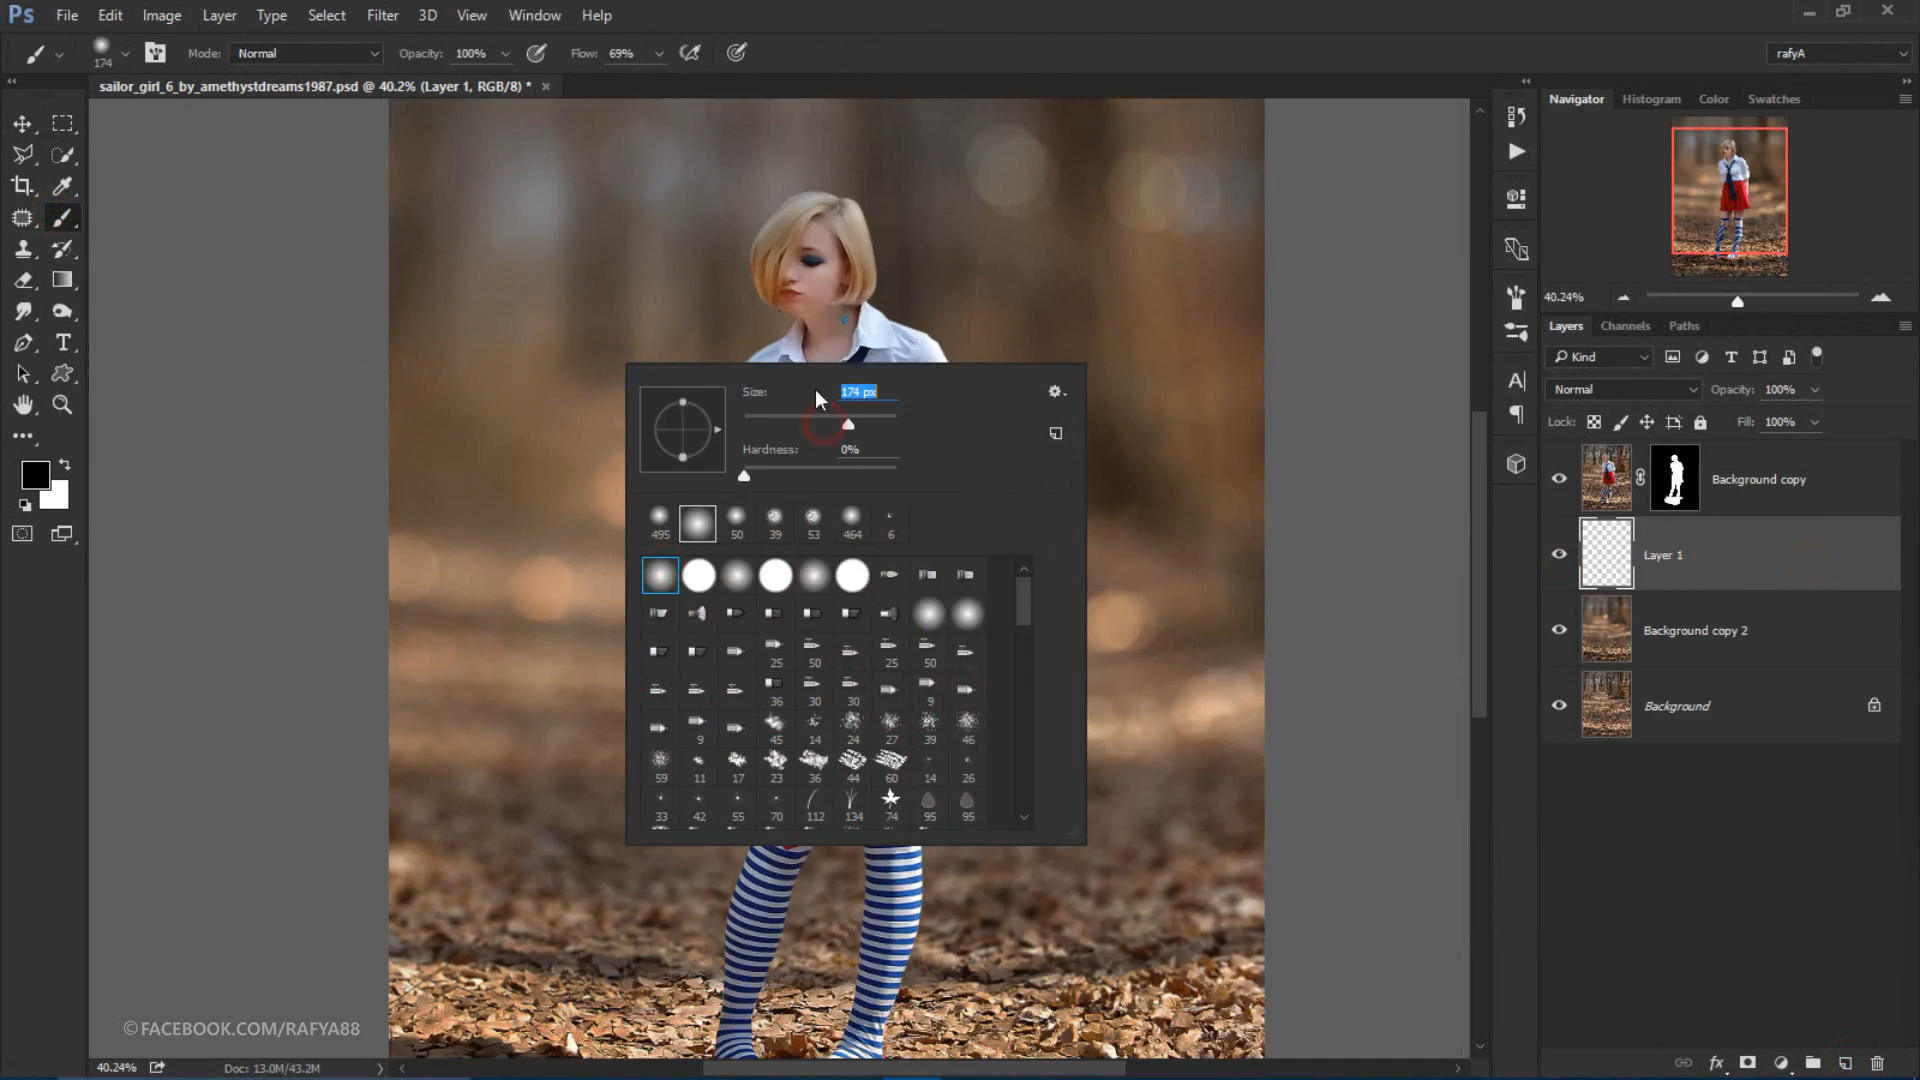 Ps File Edit Image Layer Type Select Filter 3D View Window Help
174 Mode: Normal Opacity: 100% Flow: 69% rafyA
sailor_girl_6_by_amethystdreams1987.psd @ 40.2% (Layer 1, RGB/8) * ×
Navigator Histogram Color Swatches
40.24%
Layers Channels Paths
Kind
Normal Opacity: 100%
Lock: Fill: 100%
Background copy
Layer 1
Background copy 2
Background
Size: 174 px
Hardness: 0%
495 50 39 53 464 6
25 50 25 50
36 30 30 9
9 45 14 24 27 39 46
59 11 17 23 36 44 60 14 26
33 42 55 70 112 134 74 95 95
©FACEBOOK.COM/RAFYA88
40.24% Doc: 13.0M/43.2M